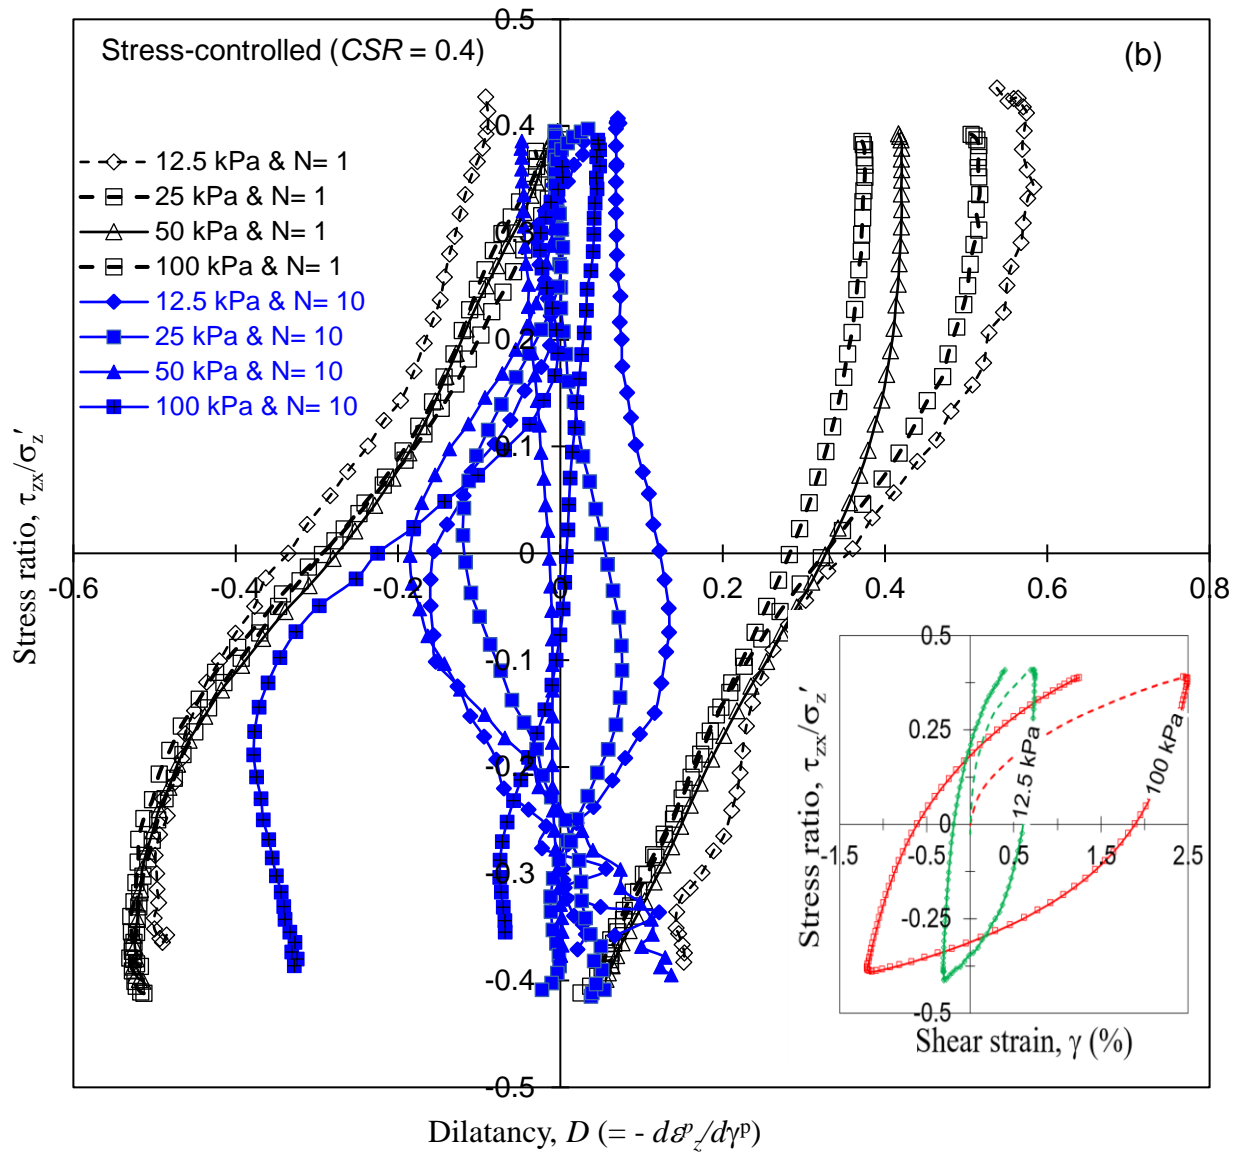 0.5
Stress-controlled (CSR = 0.4)
(b)
0.4
12.5 kPa & N= 1
25 kPa & N= 1
50 kPa & N= 1
100 kPa & N= 1
12.5 kPa & N= 10
25 kPa & N= 10
50 kPa & N= 10
100 kPa & N= 10
0.3
0.2
0.1
0
-0.1
-0.2
-0.3
-0.4
-0.5
-0.6
-0.4
-0.2
0
0.2
0.4
0.6
0.8
Stress ratio, τzx/σz′
Dilatancy, D (= - dεᵖz/dγᵖ)
0.5
0.25
0
-0.25
-0.5
-1.5
-0.5
0.5
1.5
2.5
12.5 kPa
100 kPa
Stress ratio, τzx/σz′
Shear strain, γ (%)